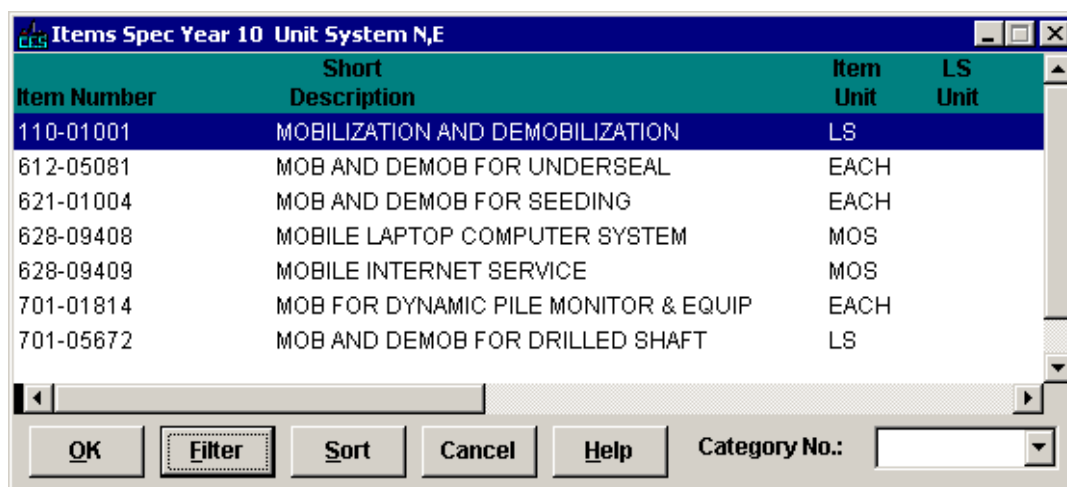 CES Items Spec Year 10 Unit System N,E
Short Item LS
Item Number Description Unit Unit
110-01001 MOBILIZATION AND DEMOBILIZATION LS
612-05081 MOB AND DEMOB FOR UNDERSEAL EACH
621-01004 MOB AND DEMOB FOR SEEDING EACH
628-09408 MOBILE LAPTOP COMPUTER SYSTEM MOS
628-09409 MOBILE INTERNET SERVICE MOS
701-01814 MOB FOR DYNAMIC PILE MONITOR & EQUIP EACH
701-05672 MOB AND DEMOB FOR DRILLED SHAFT LS
OK Filter Sort Cancel Help Category No.: